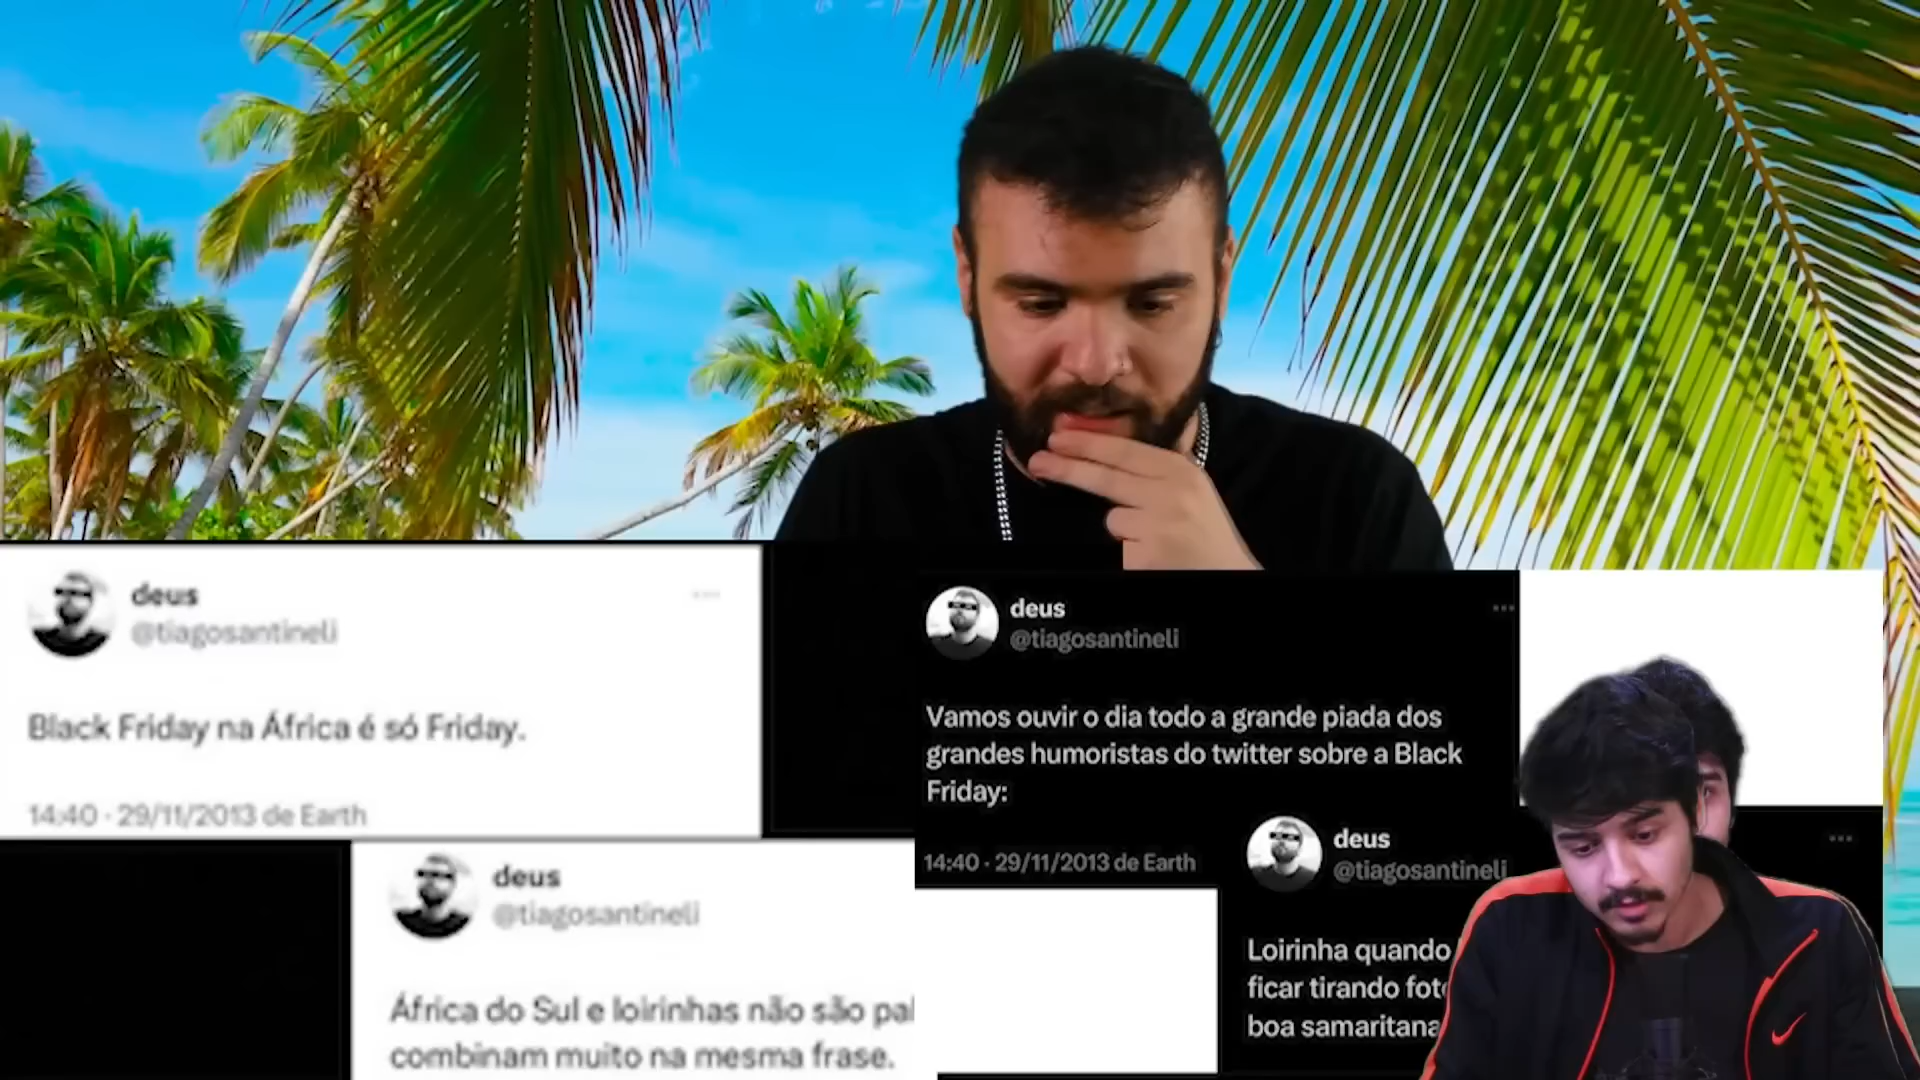 deus
@tiagosantineli
Black Friday na África é só Friday.
14:40 · 29/11/2013 de Earth
deus
@tiagosantineli
Vamos ouvir o dia todo a grande piada dos
grandes humoristas do twitter sobre a Black
Friday:
14:40 · 29/11/2013 de Earth
deus
@tiagosantineli
África do Sul e loirinhas não são
combinam muito na mesma frase.
deus
@tiagosantineli
Loirinha quando
ficar tirando
boa samaritana